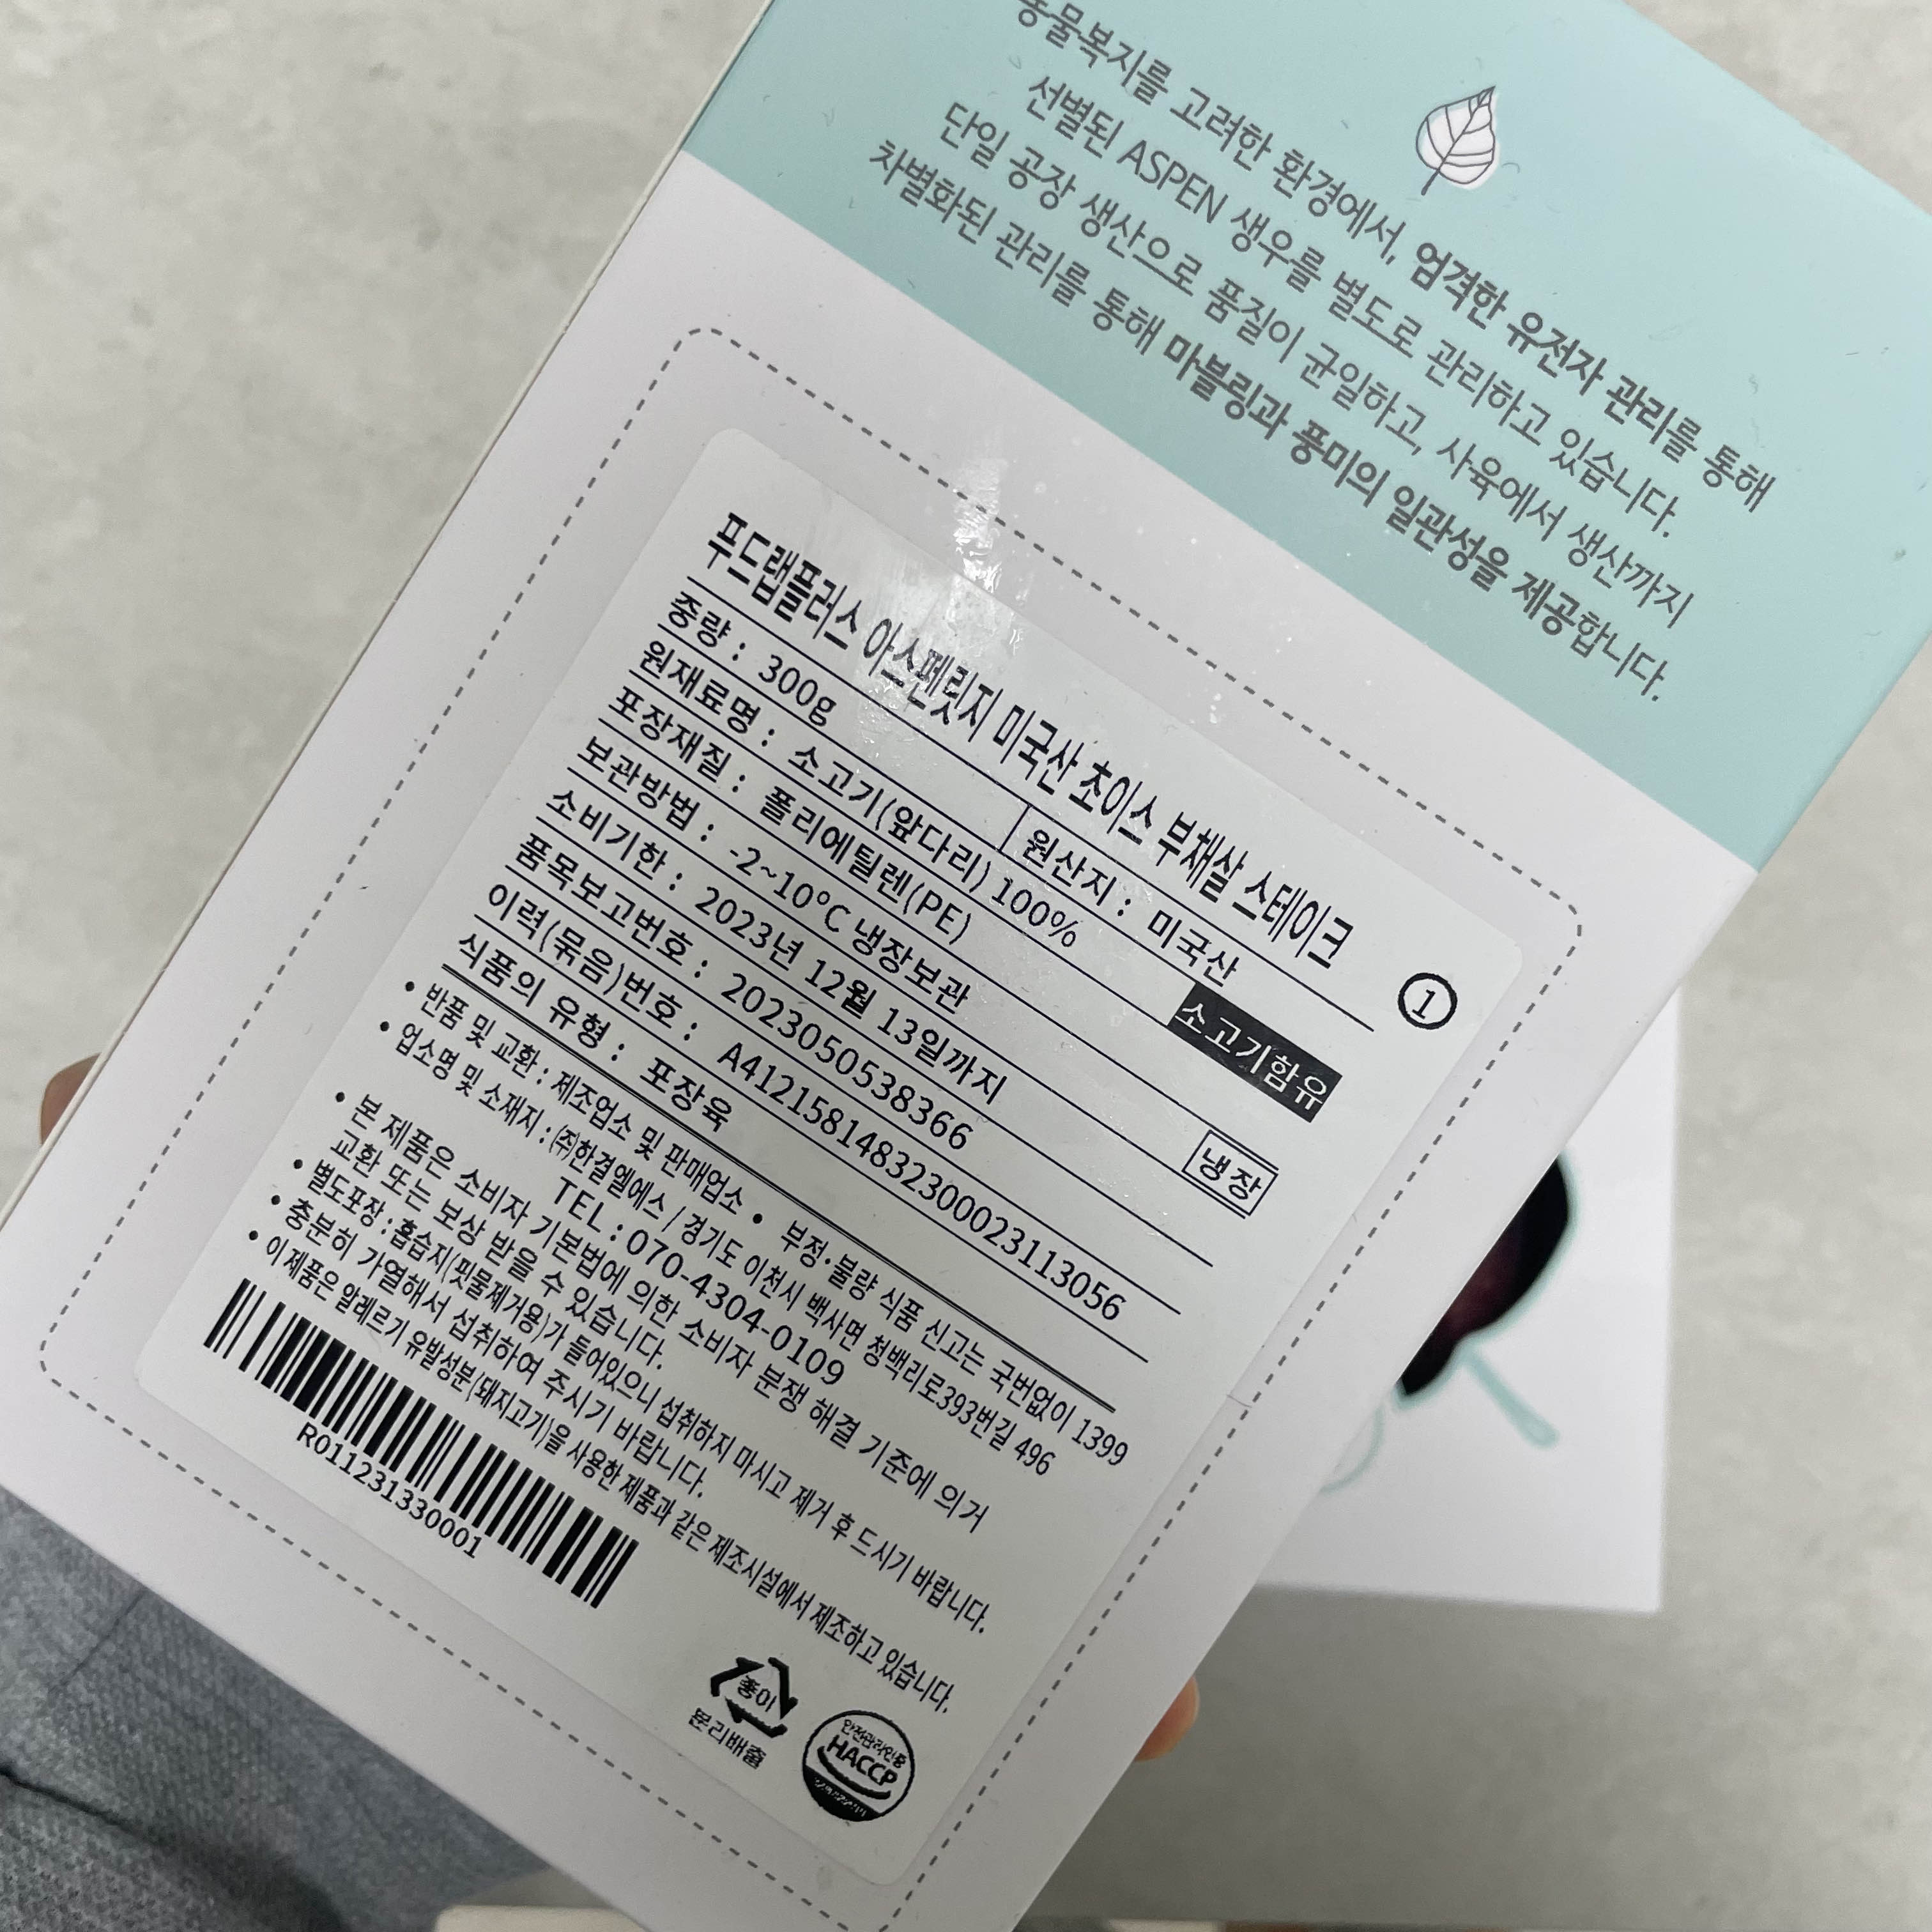 동물복지를 고려한 환경에서, 엄격한 유전자 관리를 통해
선별된 ASPEN 생우를 별도로 관리하고 있습니다.
단일 공장 생산으로 품질이 균일하고, 사육에서 생산까지
차별화된 관리를 통해 마블링과 풍미의 일관성을 제공합니다.
푸드랩플러스 아스펜릿지 미국산 초이스 부채살 스테이크
①
중량 : 300g
원산지 : 미국산
원재료명 : 소고기(앞다리) 100%
소고기함유
포장재질 : 폴리에틸렌(PE)
보관방법 : -2~10℃ 냉장보관
냉장
소비기한 : 2023년 12월 13일까지
품목보고번호 : 2023050538366
이력(묶음)번호 : A41215814832300023113056
식품의 유형 : 포장육
• 반품 및 교환 : 제조업소 및 판매업소 • 부정·불량 식품 신고는 국번없이 1399
• 업소명 및 소재지 : ㈜한결엘에스 / 경기도 이천시 백사면 청백리로393번길 496
TEL : 070-4304-0109
• 본 제품은 소비자 기본법에 의한 소비자 분쟁 해결 기준에 의거
교환 또는 보상 받을 수 있습니다.
• 별도포장 : 흡습지(핏물제거용)가 들어있으니 섭취하지 마시고 제거 후 드시기 바랍니다.
• 충분히 가열해서 섭취하여 주시기 바랍니다.
• 이 제품은 알레르기 유발성분(돼지고기)을 사용한 제품과 같은 제조시설에서 제조하고 있습니다.
R011231330001
종이
분리배출
안전관리인증
HACCP